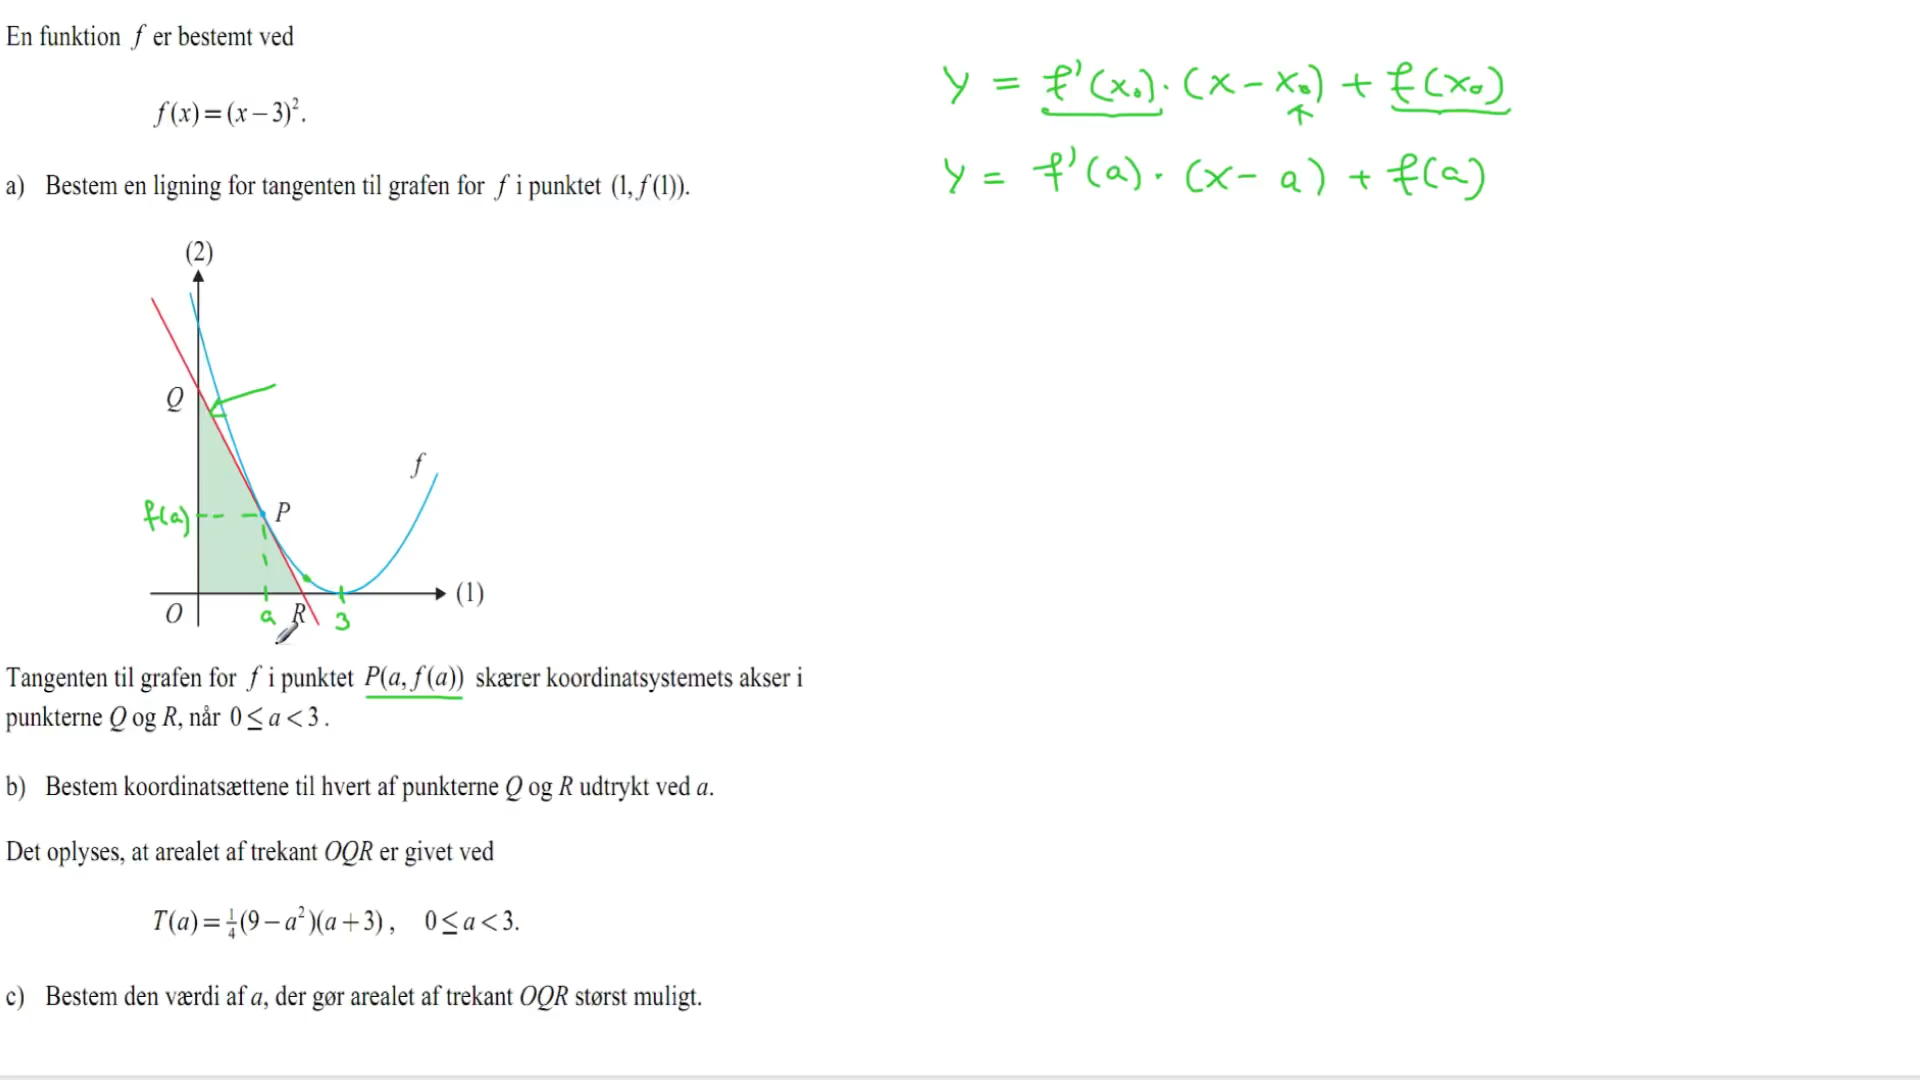 En funktion f er bestemt ved
f(x) = (x − 3)².
a) Bestem en ligning for tangenten til grafen for f i punktet (1, f(1)).
(2)
Q
f
f(a)
P
(1)
O
a
R
3
Tangenten til grafen for f i punktet P(a, f(a)) skærer koordinatsystemets akser i
punkterne Q og R, når 0 ≤ a < 3.
b) Bestem koordinatsættene til hvert af punkterne Q og R udtrykt ved a.
Det oplyses, at arealet af trekant OQR er givet ved
T(a) = ¼(9 − a²)(a + 3), 0 ≤ a < 3.
c) Bestem den værdi af a, der gør arealet af trekant OQR størst muligt.
y = f'(x₀) · (x − x₀) + f(x₀)
y = f'(a) · (x − a) + f(a)